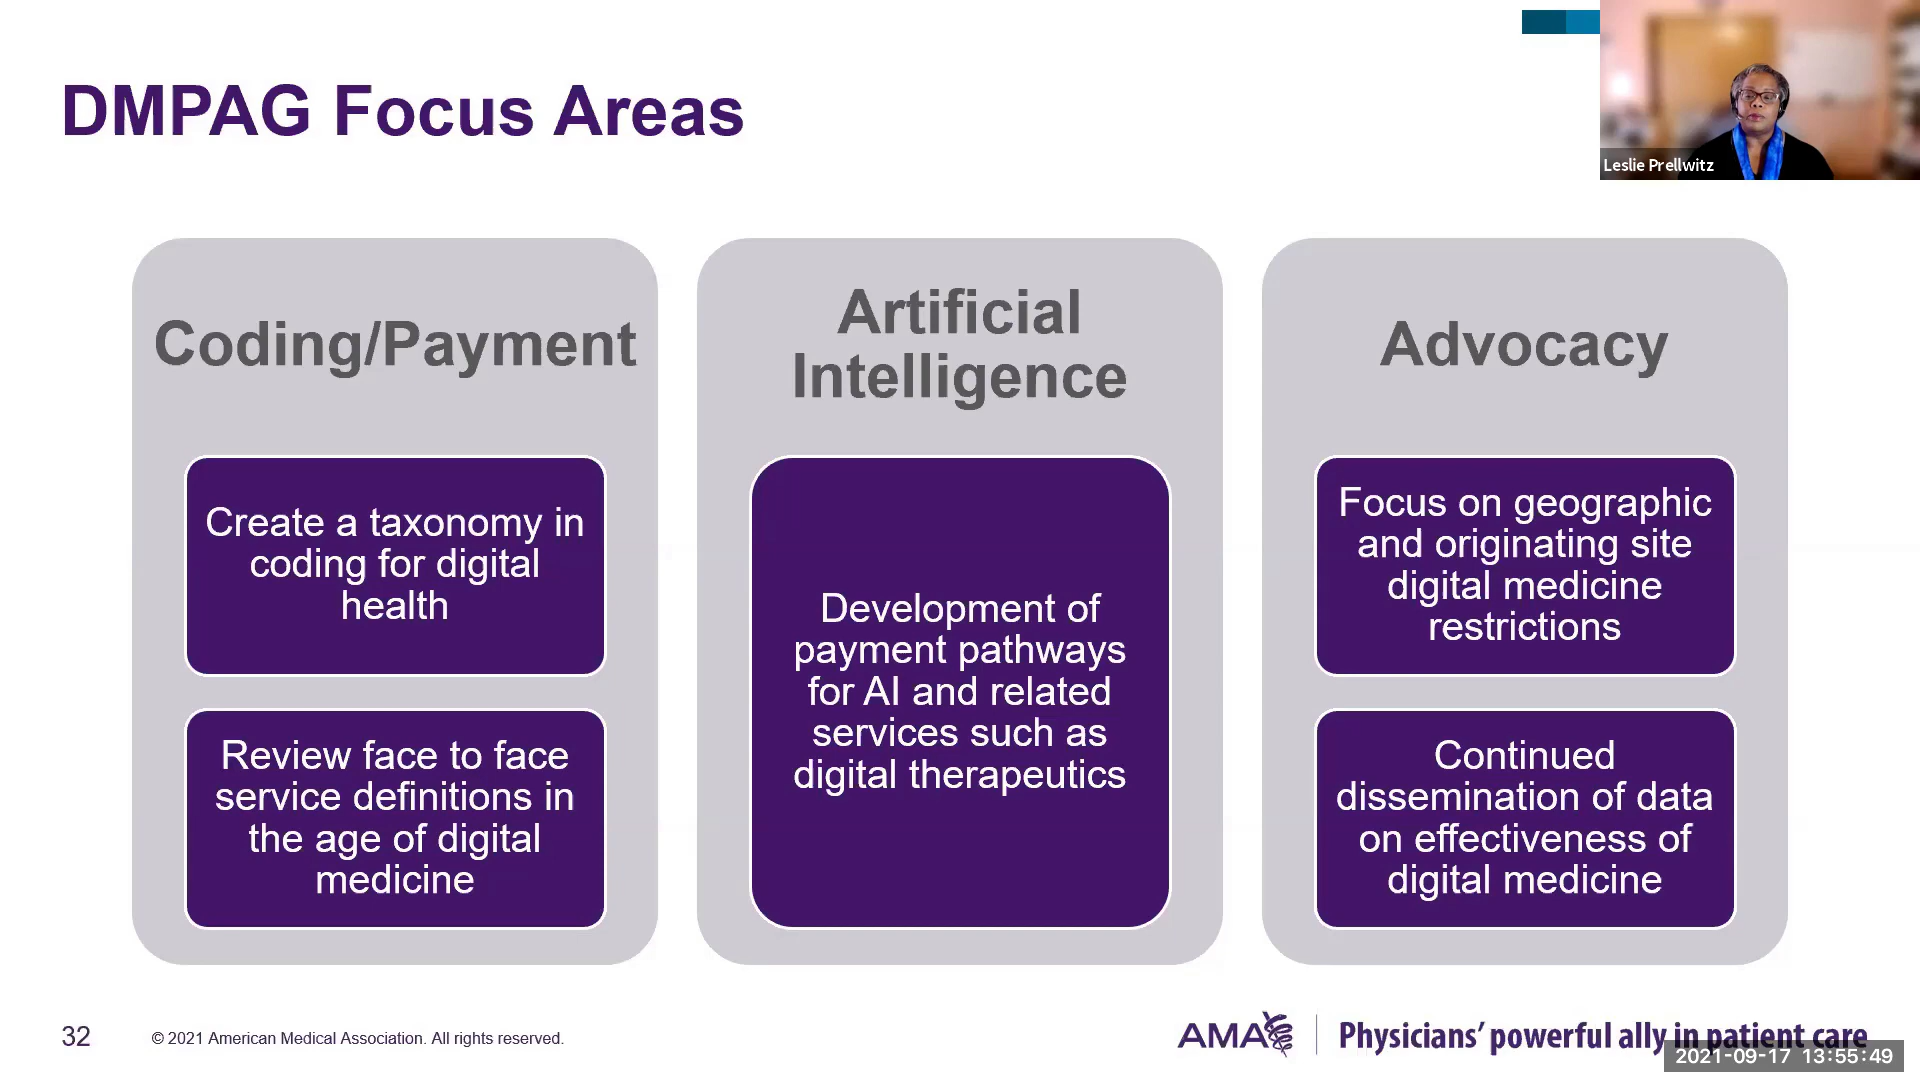 DMPAG Focus Areas
Leslie Prellwitz
Coding/Payment
Create a taxonomy in
coding for digital
health
Review face to face
service definitions in
the age of digital
medicine
Artificial
Intelligence
Development of
payment pathways
for AI and related
services such as
digital therapeutics
Advocacy
Focus on geographic
and originating site
digital medicine
restrictions
Continued
dissemination of data
on effectiveness of
digital medicine
32
© 2021 American Medical Association. All rights reserved.
AMA
Physicians' powerful ally in patient care
2021-09-17 13:55:49